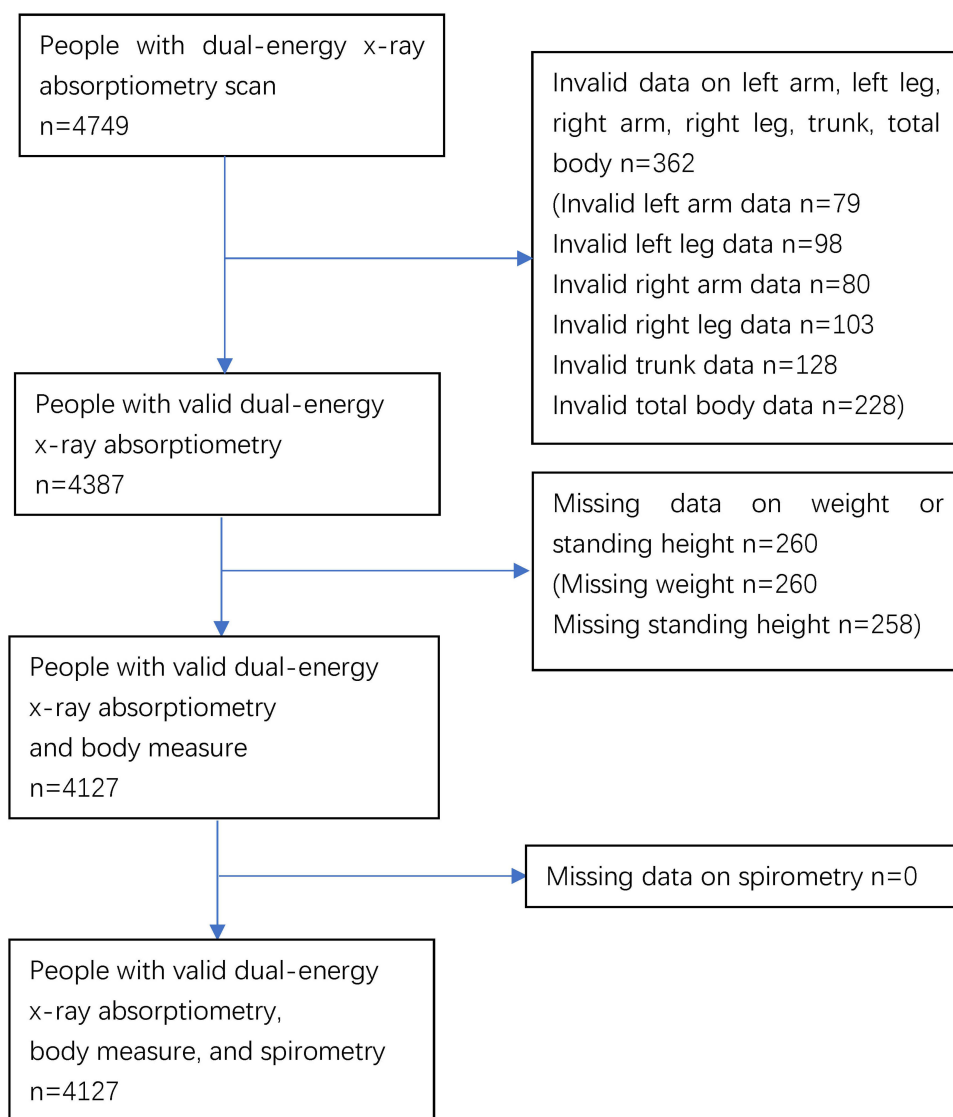 People with dual-energy x-ray
absorptiometry scan
n=4749
Invalid data on left arm, left leg,
right arm, right leg, trunk, total
body n=362
(Invalid left arm data n=79
Invalid left leg data n=98
Invalid right arm data n=80
Invalid right leg data n=103
Invalid trunk data n=128
Invalid total body data n=228)
People with valid dual-energy
x-ray absorptiometry
n=4387
Missing data on weight or
standing height n=260
(Missing weight n=260
Missing standing height n=258)
People with valid dual-energy
x-ray absorptiometry
and body measure
n=4127
Missing data on spirometry n=0
People with valid dual-energy
x-ray absorptiometry,
body measure, and spirometry
n=4127